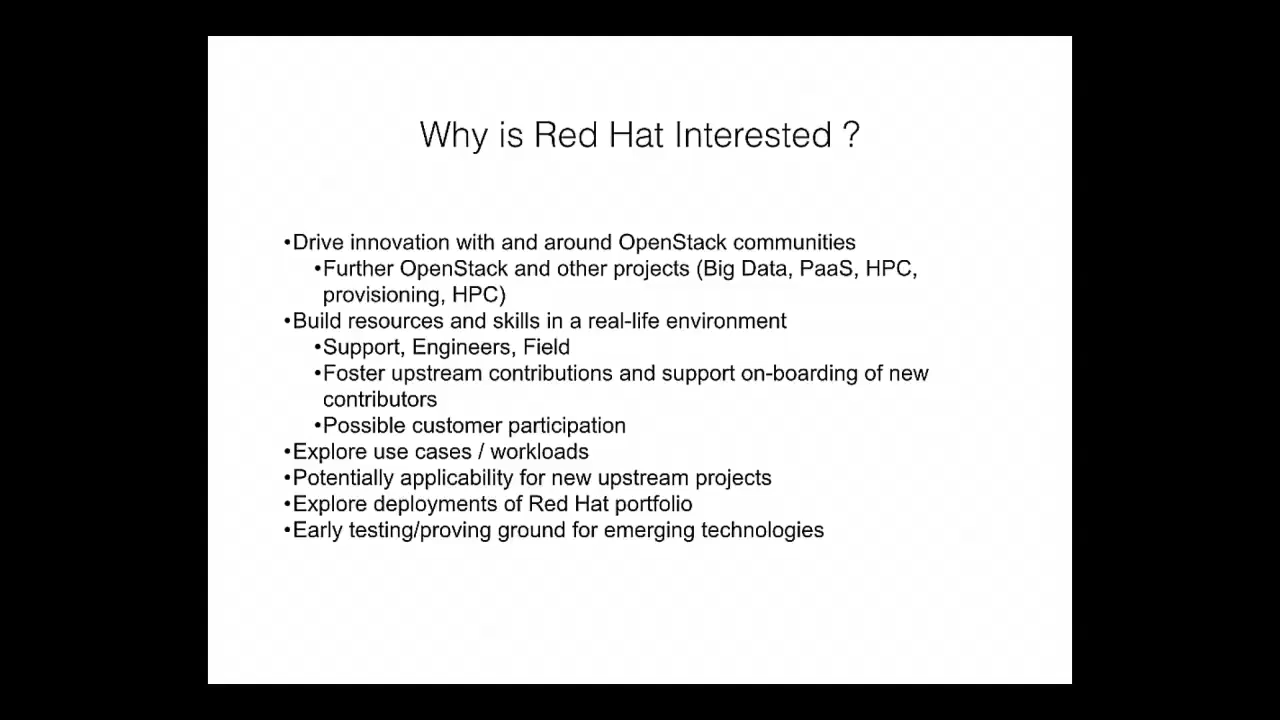 Why is Red Hat Interested ?
•Drive innovation with and around OpenStack communities
•Further OpenStack and other projects (Big Data, PaaS, HPC,
provisioning, HPC)
•Build resources and skills in a real-life environment
•Support, Engineers, Field
•Foster upstream contributions and support on-boarding of new
contributors
•Possible customer participation
•Explore use cases / workloads
•Potentially applicability for new upstream projects
•Explore deployments of Red Hat portfolio
•Early testing/proving ground for emerging technologies